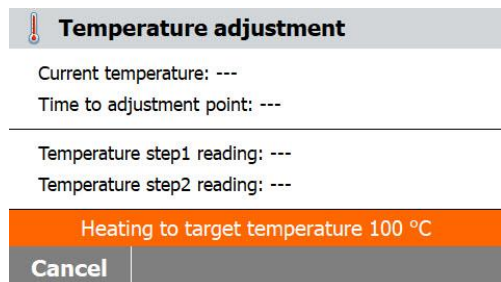 Temperature adjustment
Current temperature: ---
Time to adjustment point: ---
Temperature step1 reading: ---
Temperature step2 reading: ---
Heating to target temperature 100 °C
Cancel